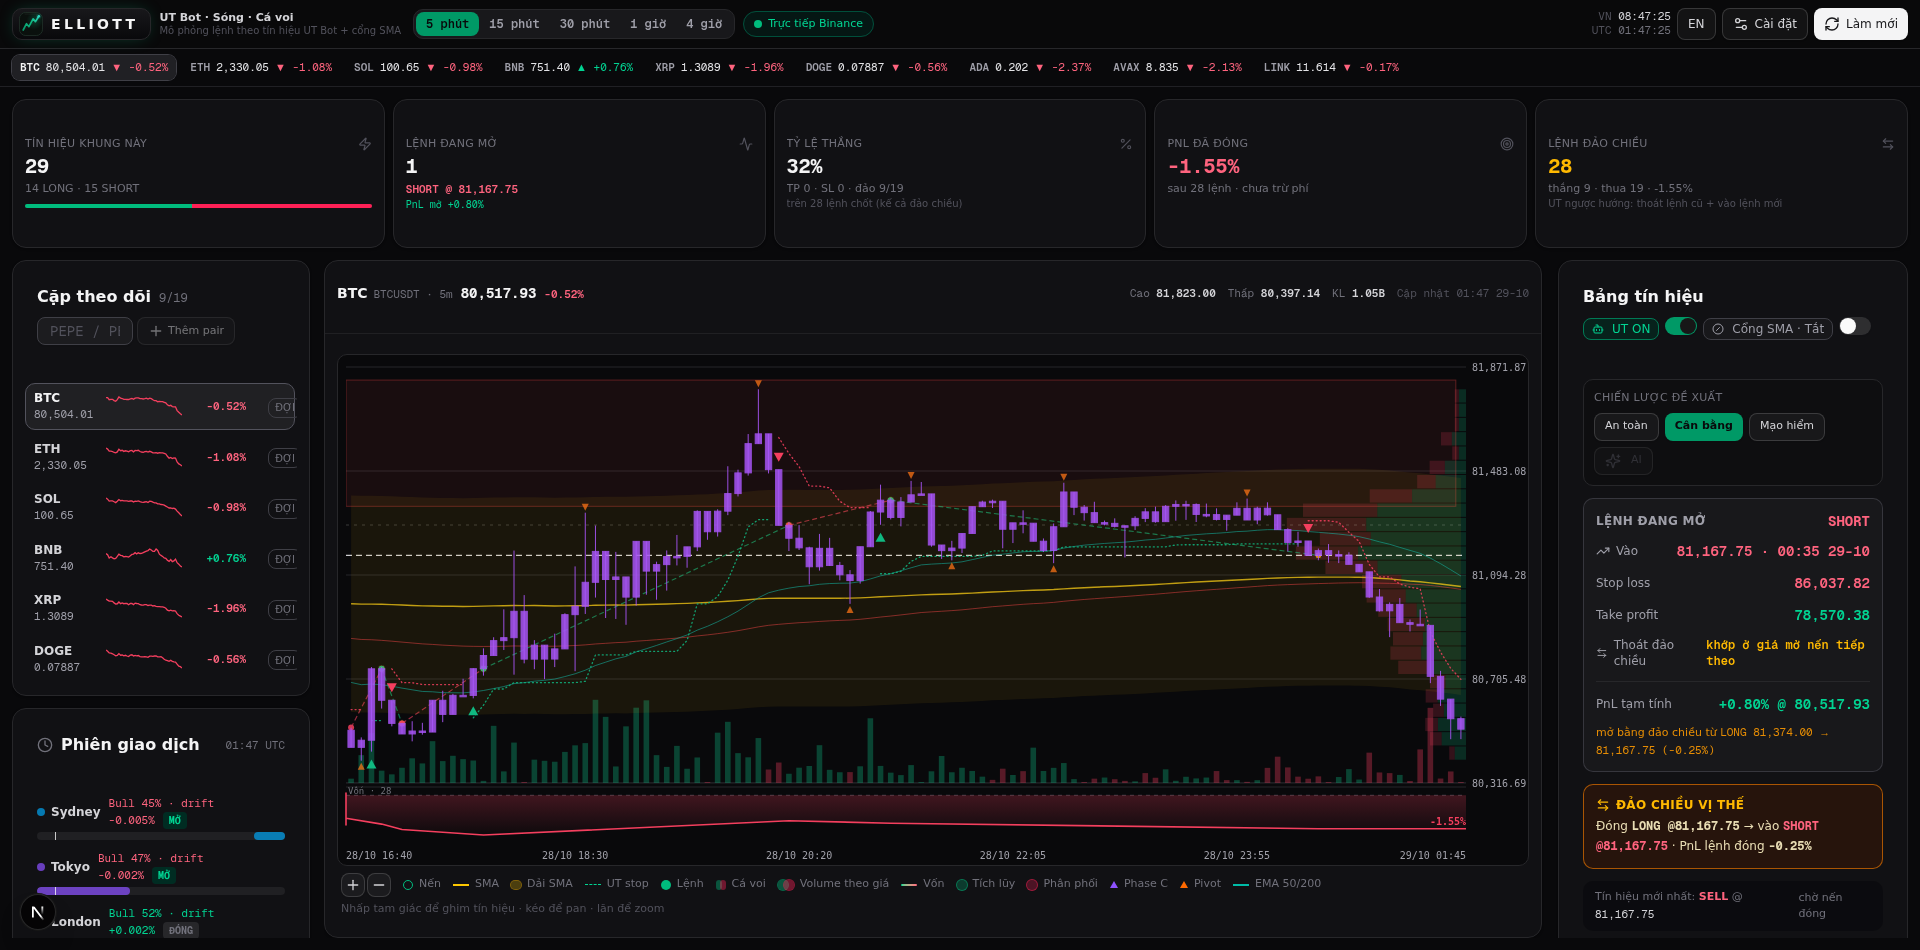 ELLIOTT
UT Bot · Sóng · Cá voi
Mô phỏng lệnh theo tín hiệu UT Bot + cổng SMA
5 phút 15 phút 30 phút 1 giờ 4 giờ
Trực tiếp Binance
VN 08:47:25
UTC 01:47:25
EN
Cài đặt
Làm mới
BTC 80,504.01 ▼ -0.52% ETH 2,330.05 ▼ -1.08% SOL 100.65 ▼ -0.98% BNB 751.40 ▲ +0.76% XRP 1.3089 ▼ -1.96% DOGE 0.07887 ▼ -0.56% ADA 0.202 ▼ -2.37% AVAX 8.835 ▼ -2.13% LINK 11.614 ▼ -0.17%
TÍN HIỆU KHUNG NÀY
29
14 LONG · 15 SHORT
LỆNH ĐANG MỞ
1
SHORT @ 81,167.75
PnL mở +0.80%
TỶ LỆ THẮNG
32%
TP 0 · SL 0 · đảo 9/19
trên 28 lệnh chốt (kể cả đảo chiều)
PNL ĐÃ ĐÓNG
-1.55%
sau 28 lệnh · chưa trừ phí
LỆNH ĐẢO CHIỀU
28
thắng 9 · thua 19 · -1.55%
UT ngược hướng: thoát lệnh cũ + vào lệnh mới
Cặp theo dõi 9/19
PEPE / PI
Thêm pair
BTC
80,504.01
-0.52%
ĐỢI
ETH
2,330.05
-1.08%
ĐỢI
SOL
100.65
-0.98%
ĐỢI
BNB
751.40
+0.76%
ĐỢI
XRP
1.3089
-1.96%
ĐỢI
DOGE
0.07887
-0.56%
ĐỢI
Phiên giao dịch 01:47 UTC
Sydney
Bull 45% · drift
-0.005% MỞ
Tokyo
Bull 47% · drift
-0.002% MỞ
London
Bull 52% · drift
+0.002% ĐÓNG
N
BTC BTCUSDT · 5m 80,517.93 -0.52%
Cao 81,823.00 Thấp 80,397.14 KL 1.05B Cập nhật 01:47 29-10
81,871.87
81,483.08
81,094.28
80,705.48
80,316.69
Vốn · 28
-1.55%
28/10 16:40 28/10 18:30 28/10 20:20 28/10 22:05 28/10 23:55 29/10 01:45
Nến SMA Dải SMA UT stop Lệnh Cá voi Volume theo giá Vốn Tích lũy Phân phối Phase C Pivot EMA 50/200
Nhấp tam giác để ghim tín hiệu · kéo để pan · lăn để zoom
Bảng tín hiệu
UT ON
Cổng SMA · Tắt
CHIẾN LƯỢC ĐỀ XUẤT
An toàn Cân bằng Mạo hiểm
AI
LỆNH ĐANG MỞ SHORT
Vào 81,167.75 · 00:35 29-10
Stop loss 86,037.82
Take profit 78,570.38
Thoát đảo chiều
khớp ở giá mở nến tiếp theo
PnL tạm tính +0.80% @ 80,517.93
mở bằng đảo chiều từ LONG 81,374.00 →
81,167.75 (-0.25%)
ĐẢO CHIỀU VỊ THẾ
Đóng LONG @81,167.75 → vào SHORT
@81,167.75 · PnL lệnh đóng -0.25%
Tín hiệu mới nhất: SELL @
81,167.75
chờ nến
đóng